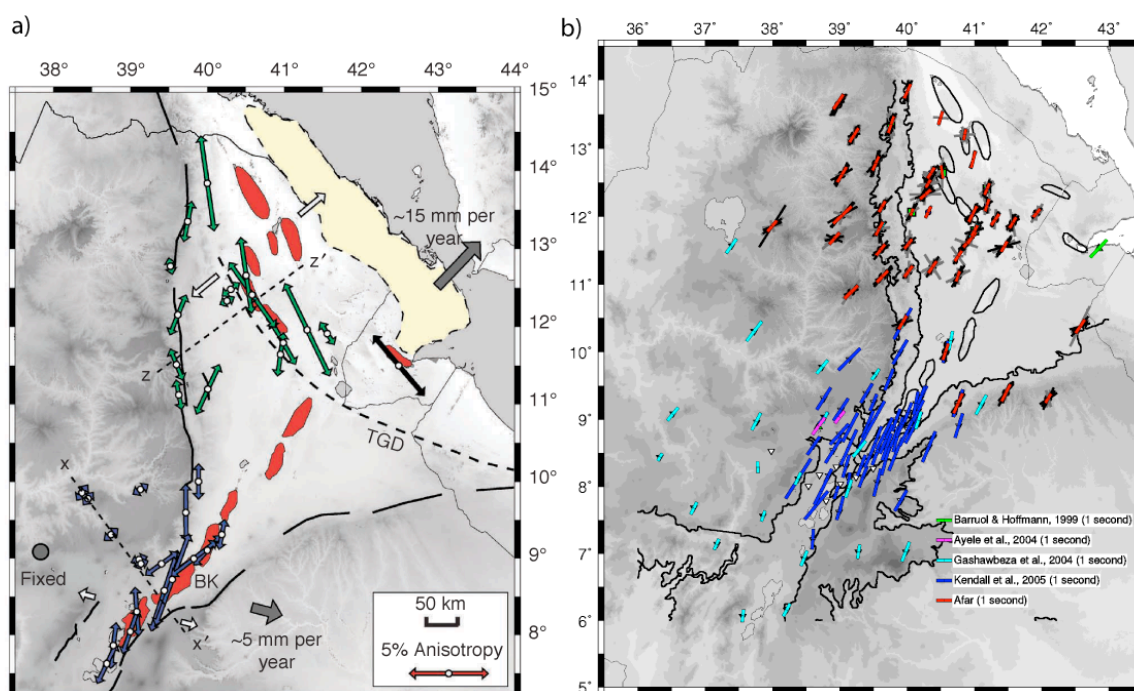 a)
38° 39° 40° 41° 42° 43° 44°
15°
14°
13°
12°
11°
10°
9°
8°
~15 mm per
year
z
z'
TGD
x
x'
BK
Fixed
~5 mm per
year
50 km
5% Anisotropy
b)
36° 37° 38° 39° 40° 41° 42° 43°
14°
13°
12°
11°
10°
9°
8°
7°
6°
5°
Barruol & Hoffmann, 1999 (1 second)
Ayele et al., 2004 (1 second)
Gashawbeza et al., 2004 (1 second)
Kendall et al., 2005 (1 second)
Afar (1 second)